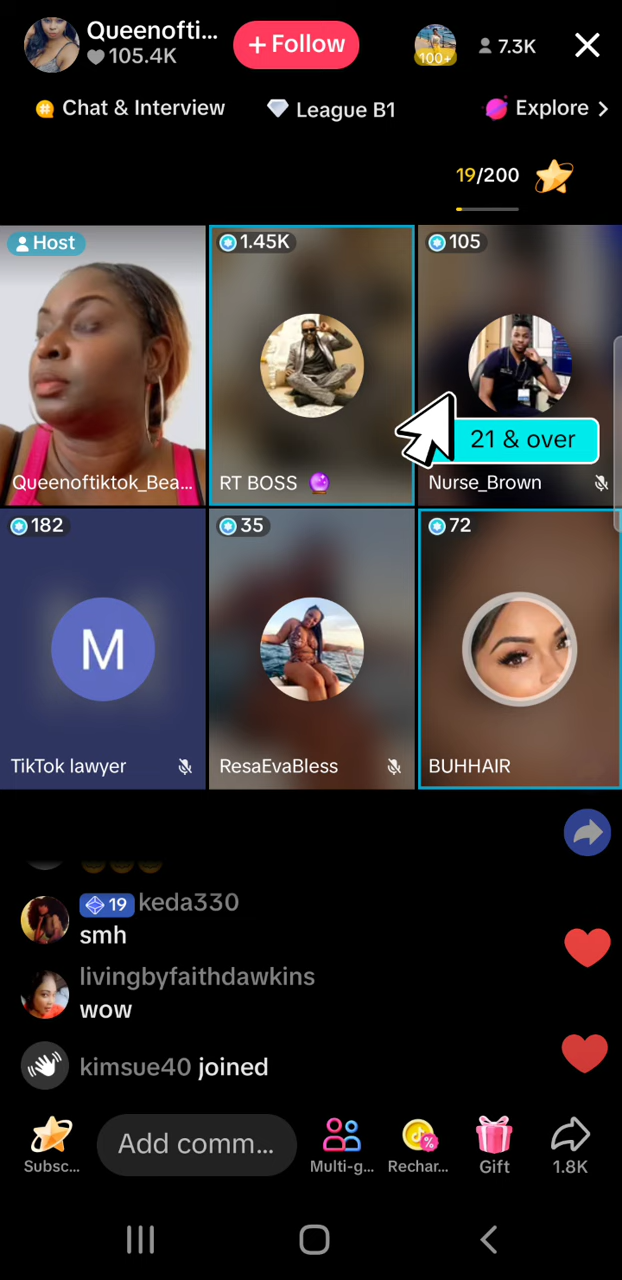 Queenofti...
105.4K
+ Follow
100+
7.3K
Chat & Interview
League B1
Explore
19/200
Host
1.45K
105
21 & over
Queenoftiktok_Bea...
RT BOSS
Nurse_Brown
182
35
72
M
TikTok lawyer
ResaEvaBless
BUHHAIR
19 keda330
smh
livingbyfaithdawkins
wow
kimsue40 joined
Add comm...
Subsc...
Multi-g...
Rechar...
Gift
1.8K